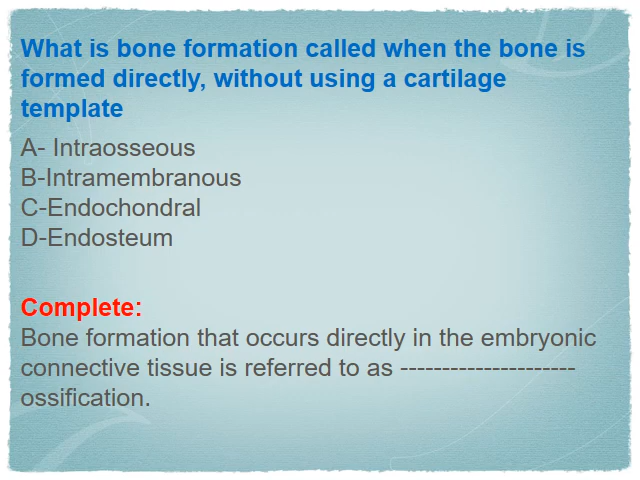 What is bone formation called when the bone is
formed directly, without using a cartilage
template
A- Intraosseous
B-Intramembranous
C-Endochondral
D-Endosteum
Complete:
Bone formation that occurs directly in the embryonic
connective tissue is referred to as ---------------------
ossification.